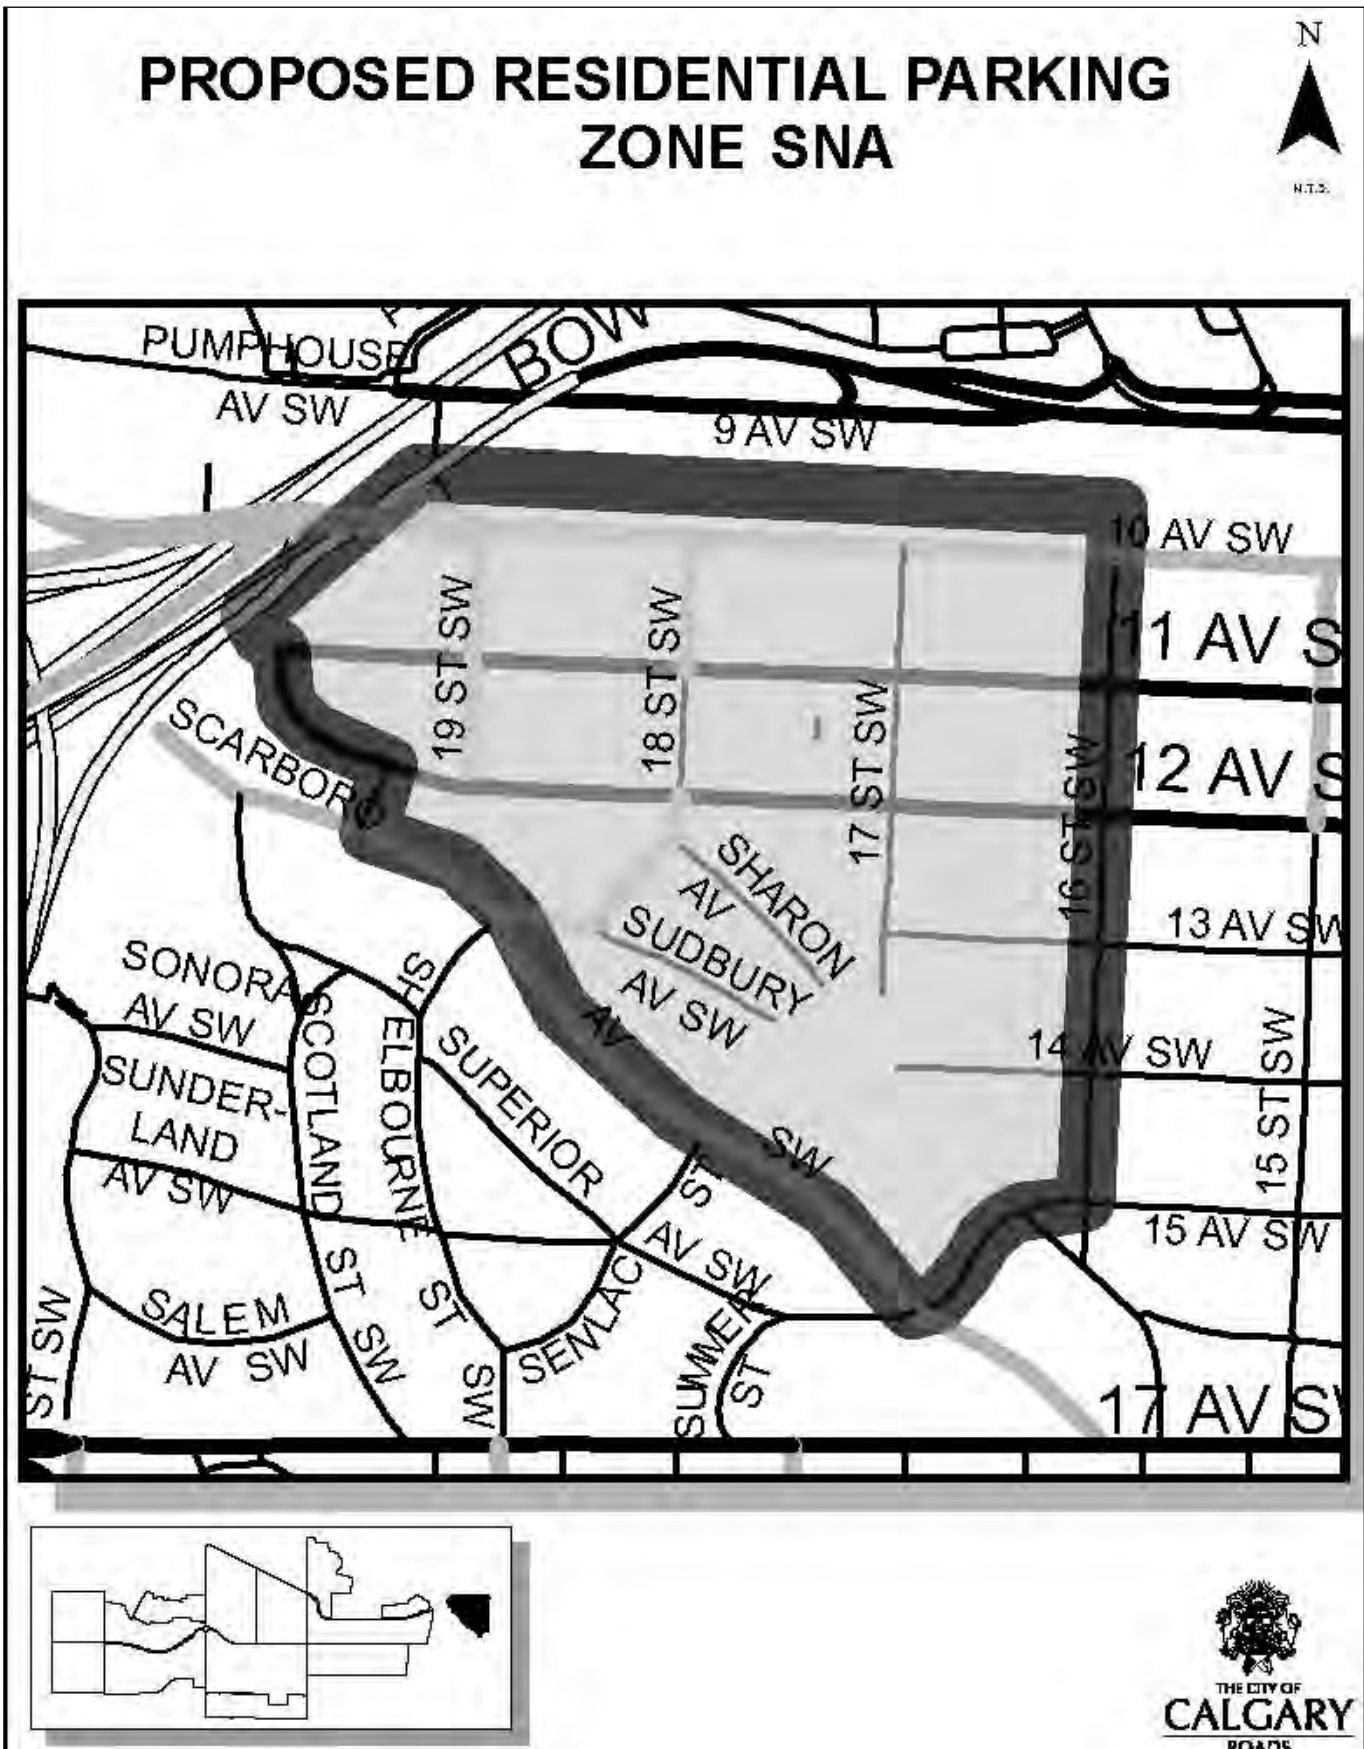 N
PROPOSED RESIDENTIAL PARKING
ZONE SNA
N.T.S.
PUMPHOUSE
AV SW
BOW
9 AV SW
10 AV SW
11 AV S
12 AV S
19 ST SW
18 ST SW
17 ST SW
16 ST SW
SCARBORO
AV
SW
SHARON
AV
SUDBURY
AV SW
13 AV SW
14 AV SW
15 ST SW
15 AV SW
SONORA
AV SW
SCOTLAND
ST SW
SHELBOURNE
ST SW
SUPERIOR
AV SW
SUNDER-
LAND
AV SW
SENLAC
ST
SALEM
AV SW
ST SW
SUMMER
ST
17 AV S
THE CITY OF
CALGARY
ROADS